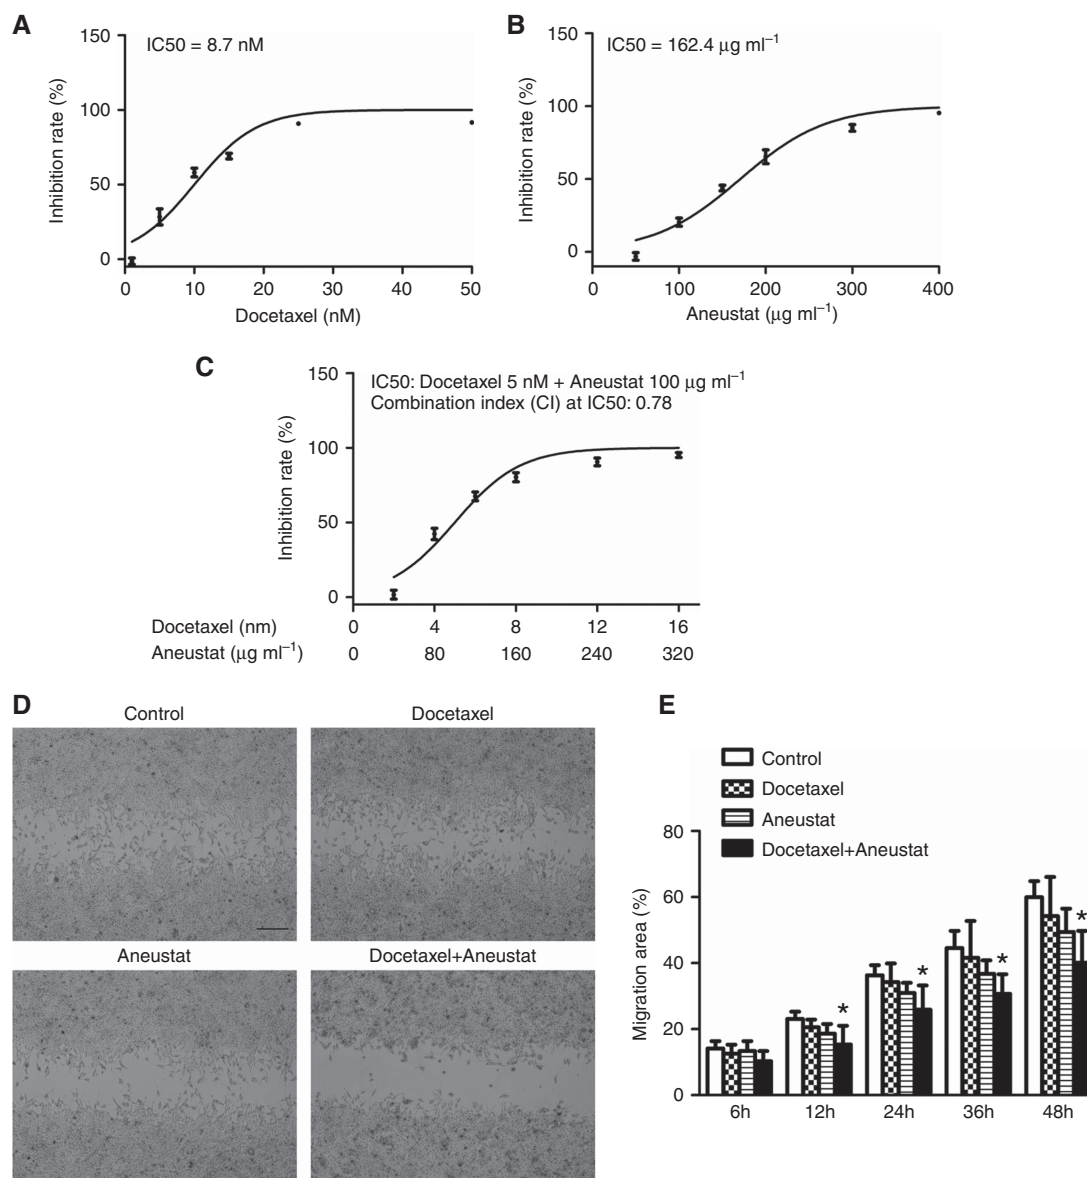 A
150
IC50 = 8.7 nM
100
50
0
Inhibition rate (%)
0 10 20 30 40 50
Docetaxel (nM)
B
150
IC50 = 162.4 μg ml⁻¹
100
50
0
Inhibition rate (%)
0 100 200 300 400
Aneustat (μg ml⁻¹)
C
150
IC50: Docetaxel 5 nM + Aneustat 100 μg ml⁻¹
Combination index (CI) at IC50: 0.78
100
50
0
Inhibition rate (%)
Docetaxel (nm) 0 4 8 12 16
Aneustat (μg ml⁻¹) 0 80 160 240 320
D
Control Docetaxel
Aneustat Docetaxel+Aneustat
E
Control
Docetaxel
Aneustat
Docetaxel+Aneustat
80
60
40
20
0
Migration area (%)
* * * *
6h 12h 24h 36h 48h